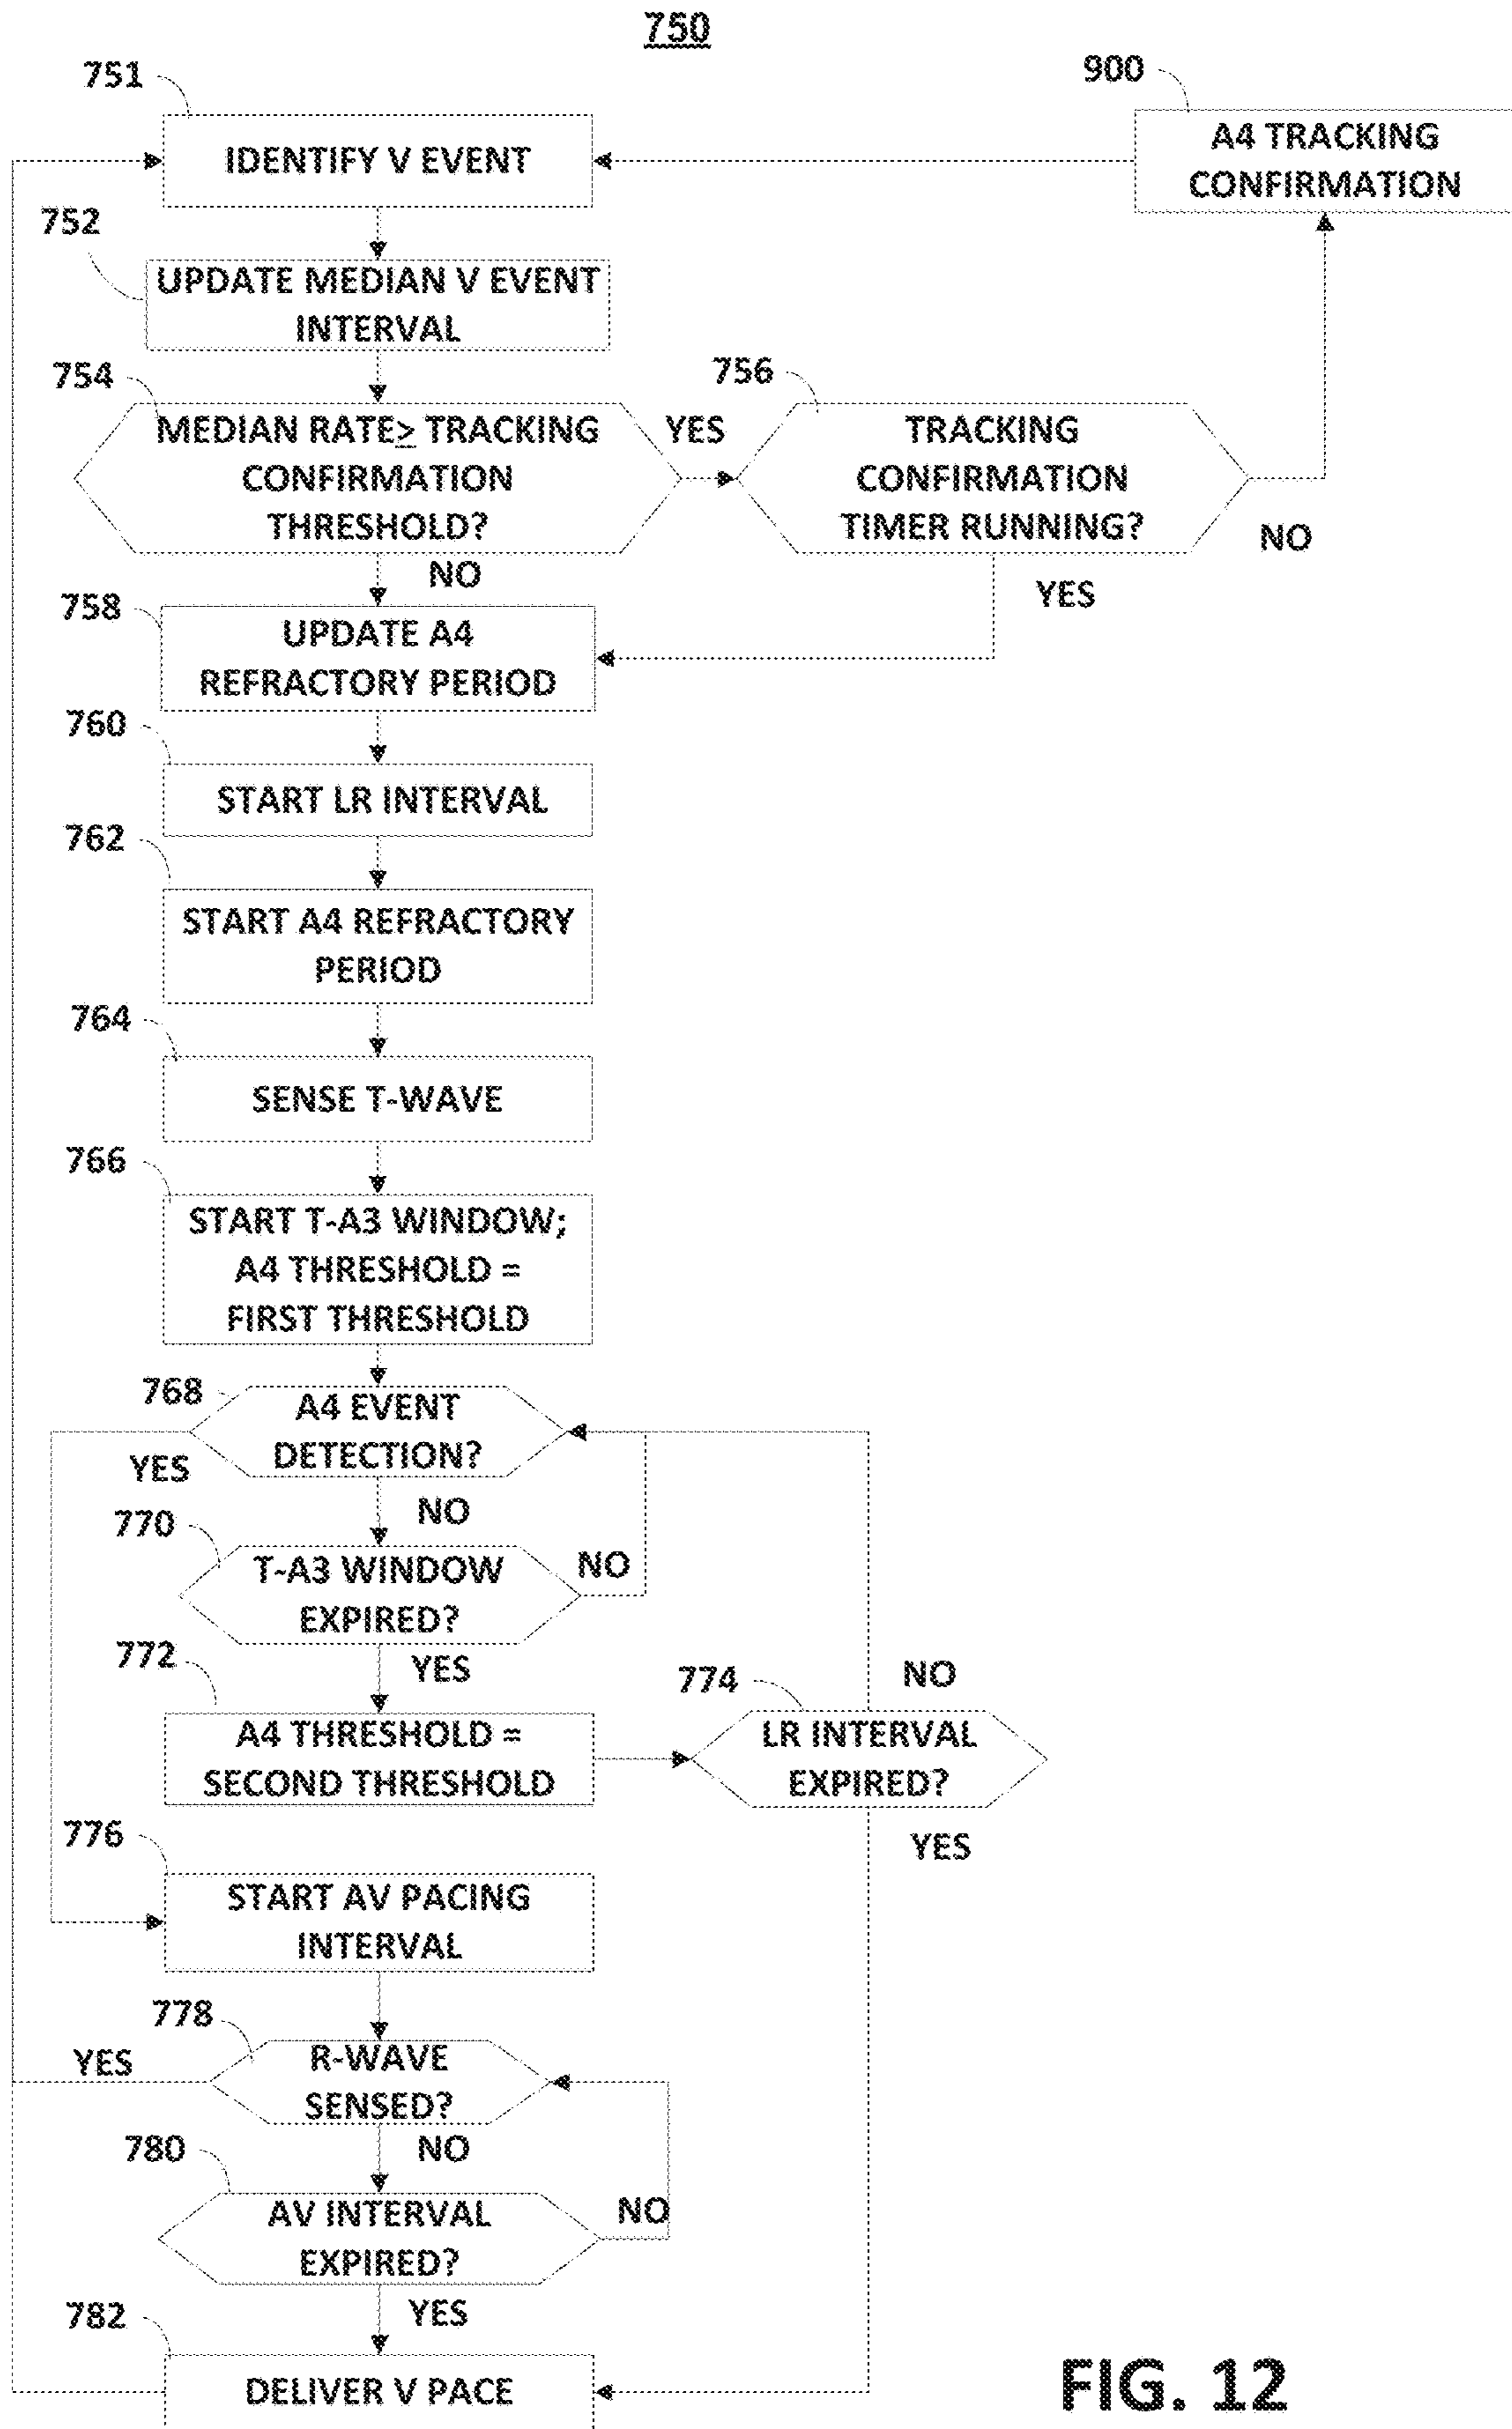 750
751
900
IDENTIFY V EVENT
A4 TRACKING
CONFIRMATION
752
UPDATE MEDIAN V EVENT
INTERVAL
754
756
MEDIAN RATE≥ TRACKING
CONFIRMATION
THRESHOLD?
YES
TRACKING
CONFIRMATION
TIMER RUNNING?
NO
NO
YES
758
UPDATE A4
REFRACTORY PERIOD
760
START LR INTERVAL
762
START A4 REFRACTORY
PERIOD
764
SENSE T-WAVE
766
START T-A3 WINDOW;
A4 THRESHOLD =
FIRST THRESHOLD
768
A4 EVENT
DETECTION?
YES
NO
770
T-A3 WINDOW
EXPIRED?
NO
772
YES
774
NO
A4 THRESHOLD =
SECOND THRESHOLD
LR INTERVAL
EXPIRED?
776
YES
START AV PACING
INTERVAL
778
R-WAVE
SENSED?
YES
NO
780
AV INTERVAL
EXPIRED?
NO
YES
782
DELIVER V PACE
FIG. 12